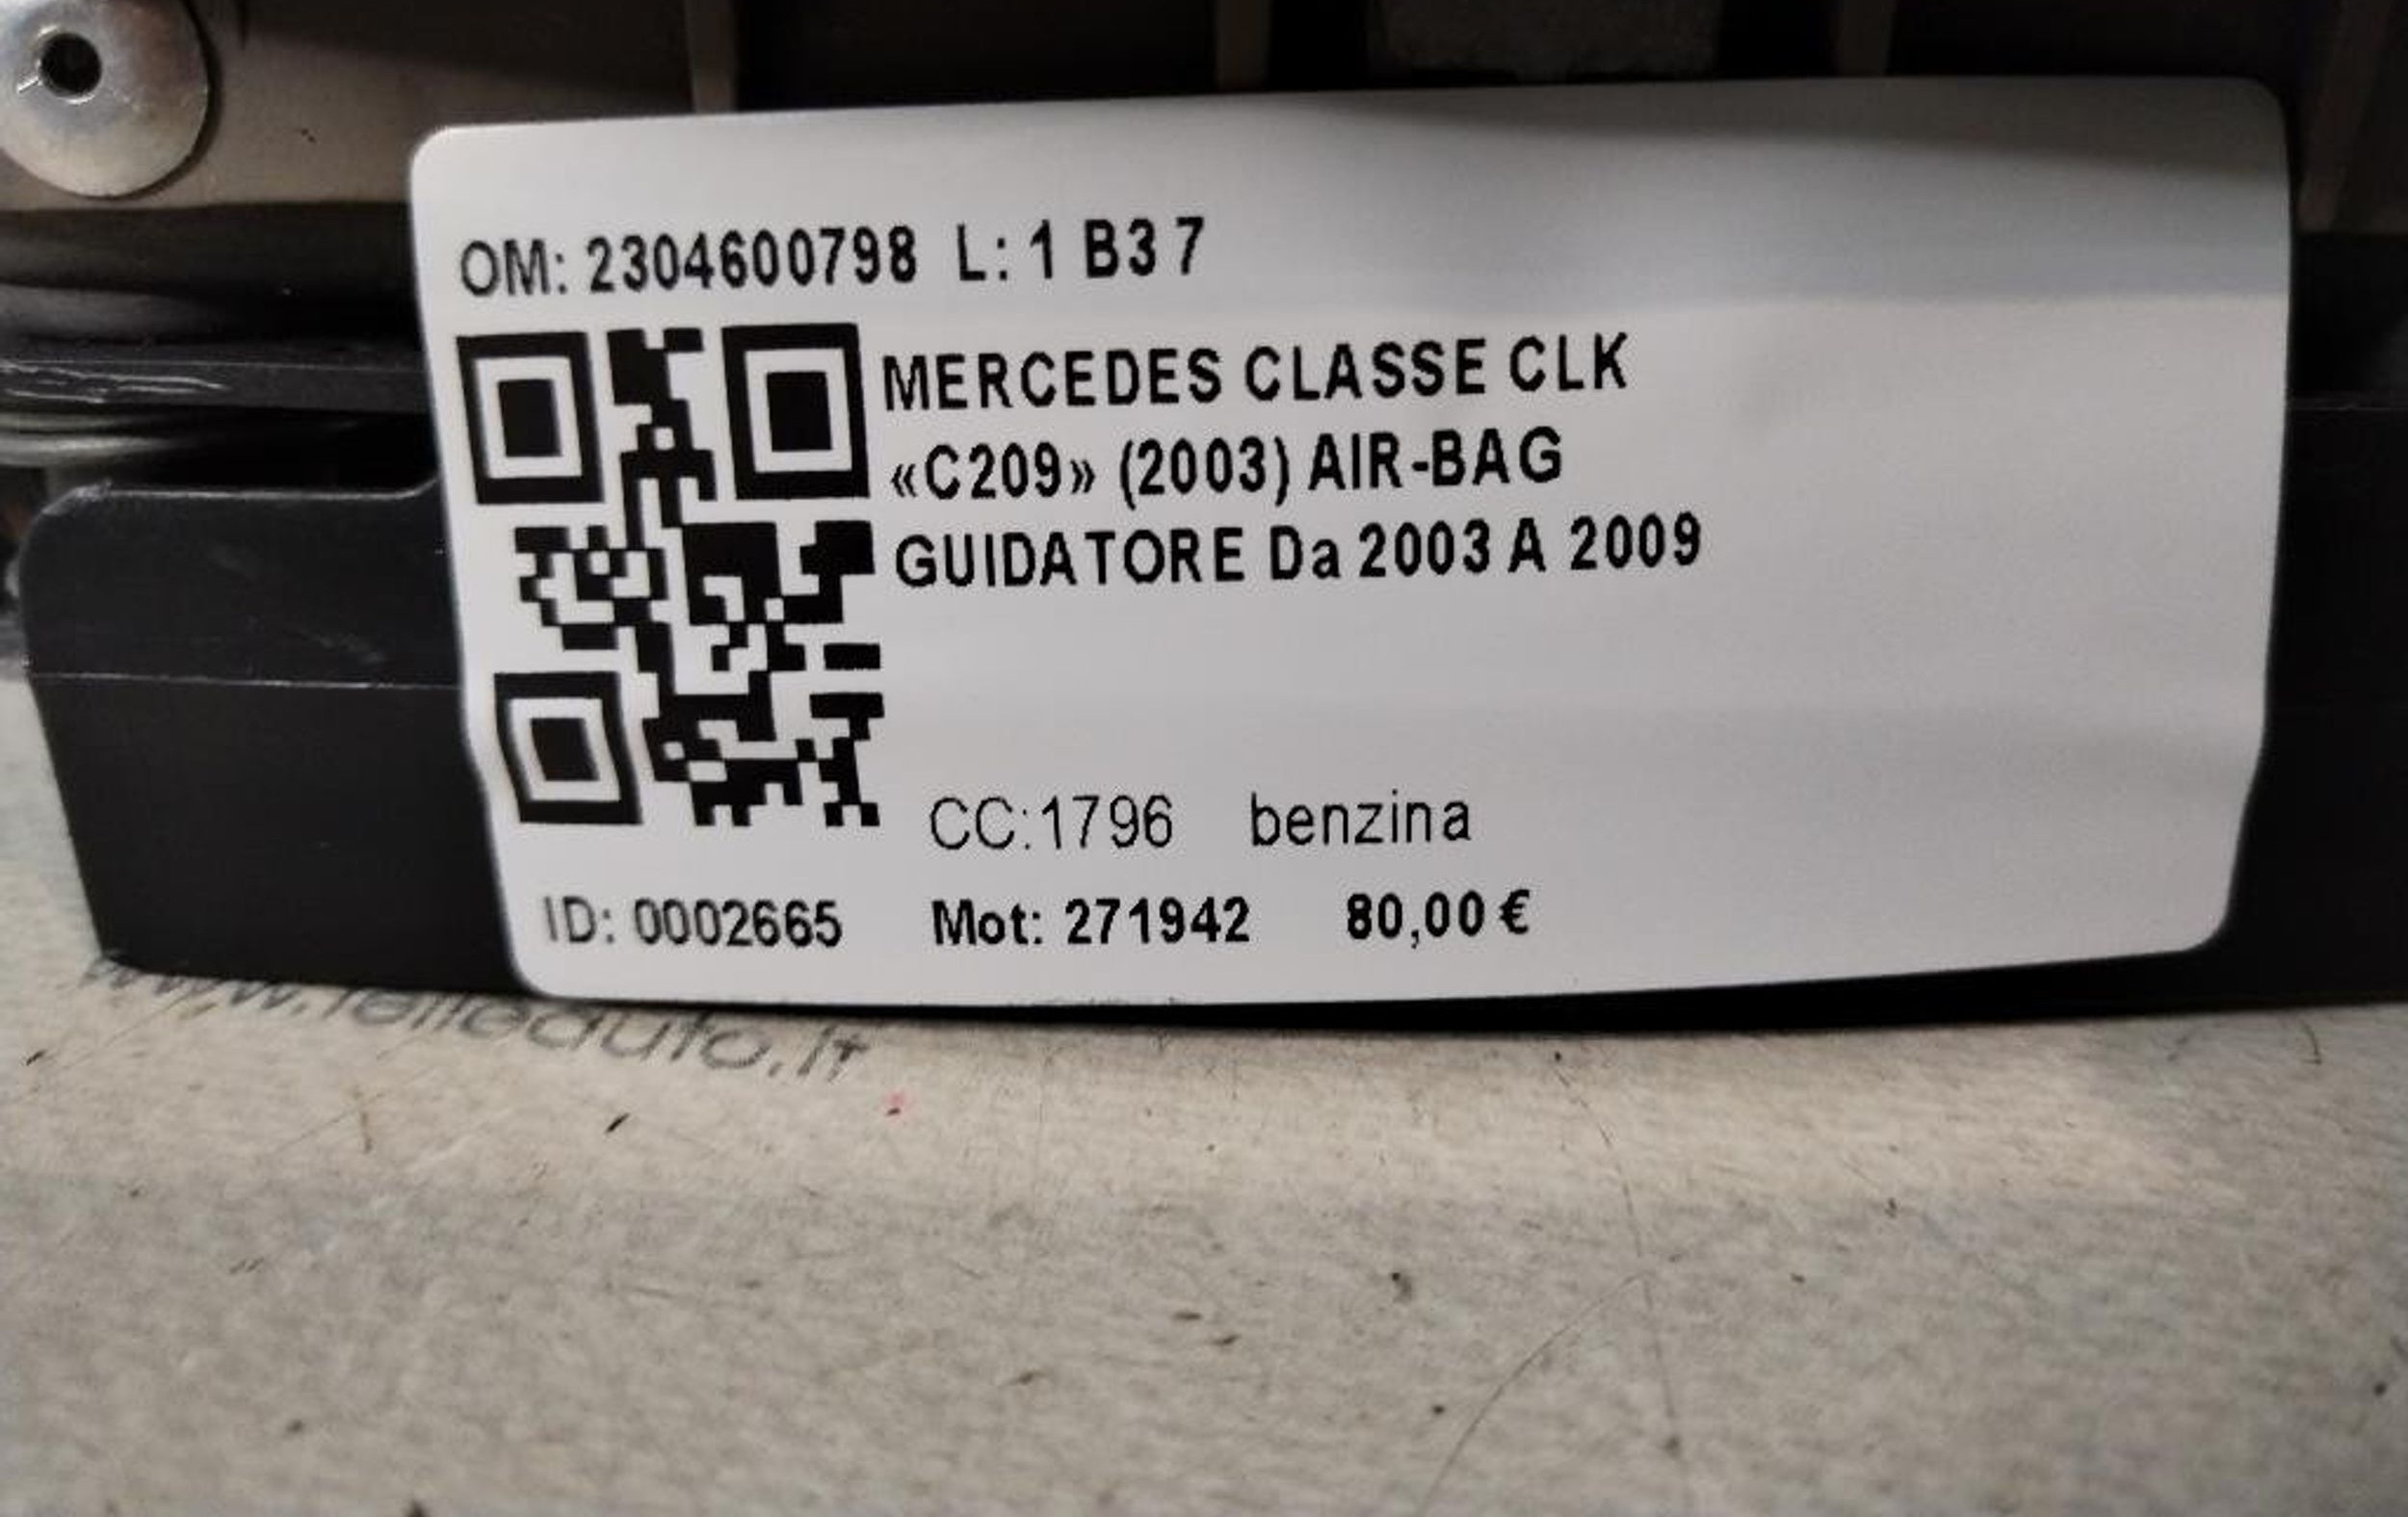 OM: 2304600798 L: 1 B3 7
MERCEDES CLASSE CLK
«C209» (2003) AIR-BAG
GUIDATORE Da 2003 A 2009
CC:1796 benzina
ID: 0002665 Mot: 271942 80,00 €